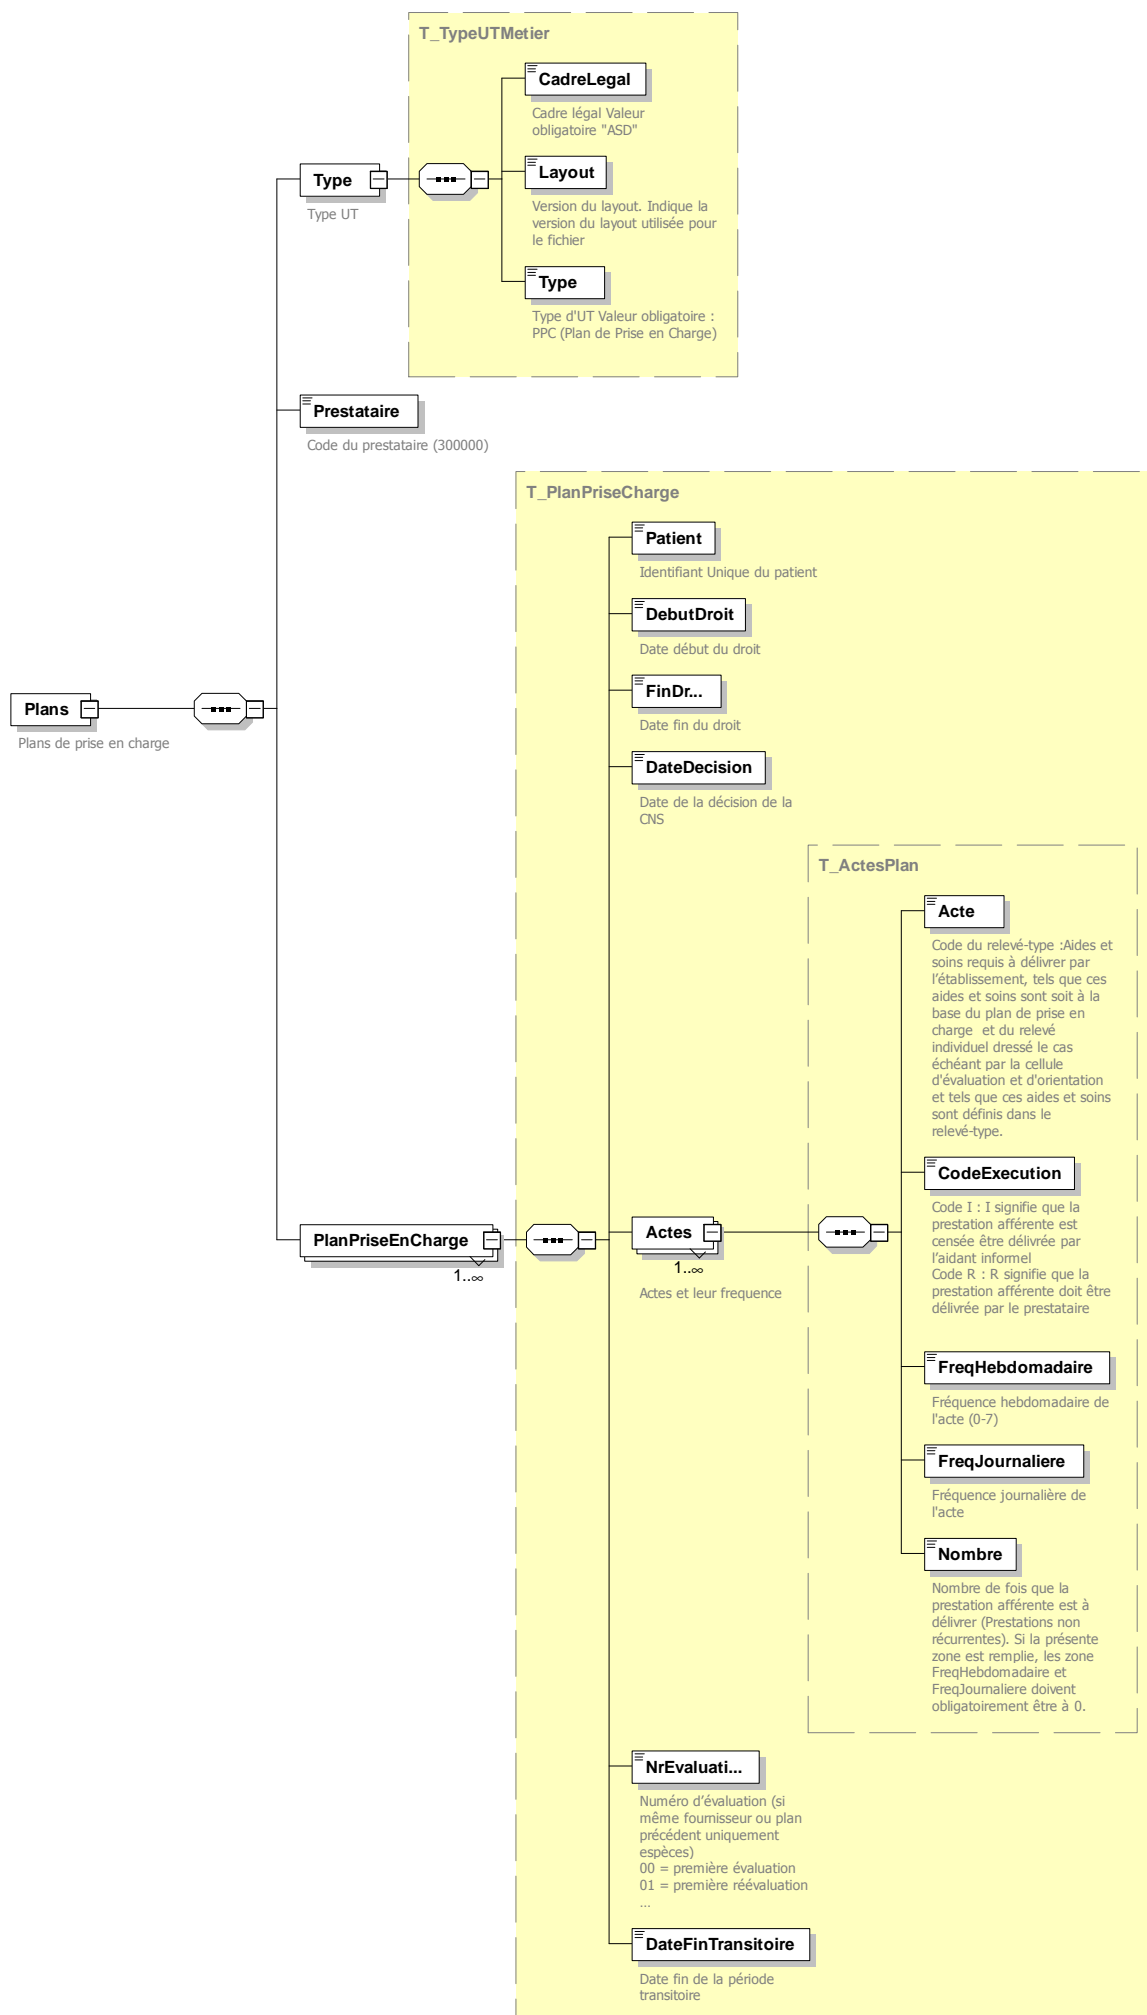 T_TypeUTMetier
CadreLegal
Cadre légal Valeur
obligatoire "ASD"
Type
Type UT
Layout
Version du layout. Indique la
version du layout utilisée pour
le fichier
Type
Type d'UT Valeur obligatoire :
PPC (Plan de Prise en Charge)
Prestataire
Code du prestataire (300000)
T_PlanPriseCharge
Patient
Identifiant Unique du patient
DebutDroit
Date début du droit
FinDr...
Date fin du droit
Plans
Plans de prise en charge
DateDecision
Date de la décision de la
CNS
T_ActesPlan
Acte
Code du relevé-type :Aides et
soins requis à délivrer par
l’établissement, tels que ces
aides et soins sont soit à la
base du plan de prise en
charge  et du relevé
individuel dressé le cas
échéant par la cellule
d'évaluation et d'orientation
et tels que ces aides et soins
sont définis dans le
relevé-type.
CodeExecution
Code I : I signifie que la
prestation afférente est
censée être délivrée par
l’aidant informel
Code R : R signifie que la
prestation afférente doit être
délivrée par le prestataire
PlanPriseEnCharge
1..∞
Actes
1..∞
Actes et leur frequence
FreqHebdomadaire
Fréquence hebdomadaire de
l'acte (0-7)
FreqJournaliere
Fréquence journalière de
l'acte
Nombre
Nombre de fois que la
prestation afférente est à
délivrer (Prestations non
récurrentes). Si la présente
zone est remplie, les zone
FreqHebdomadaire et
FreqJournaliere doivent
obligatoirement être à 0.
NrEvaluati...
Numéro d’évaluation (si
même fournisseur ou plan
précédent uniquement
espèces)
00 = première évaluation
01 = première réévaluation
...
DateFinTransitoire
Date fin de la période
transitoire